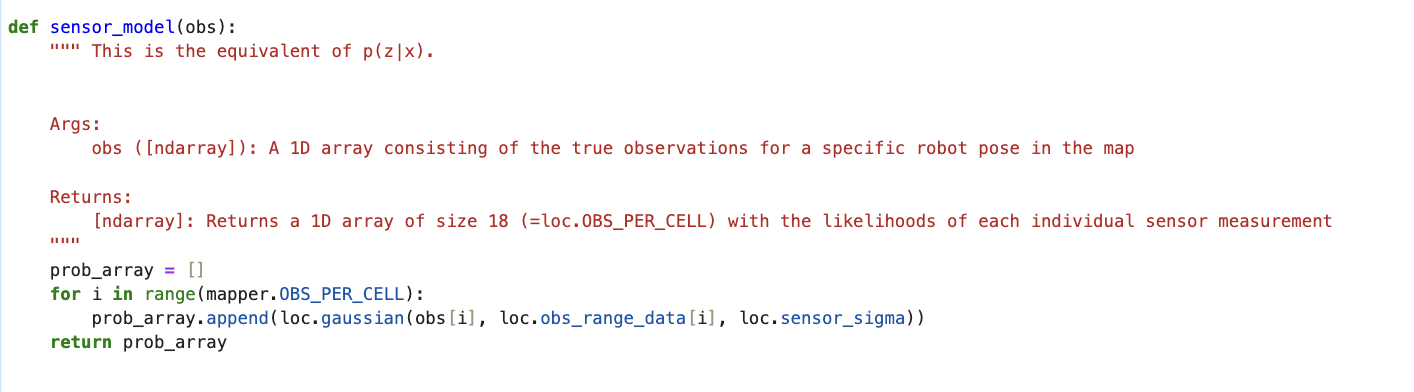 def sensor_model(obs):
    """ This is the equivalent of p(z|x).
    Args:
        obs ([ndarray]): A 1D array consisting of the true observations for a specific robot pose in the map
    Returns:
        [ndarray]: Returns a 1D array of size 18 (=loc.OBS_PER_CELL) with the likelihoods of each individual sensor measurement
    """
    prob_array = []
    for i in range(mapper.OBS_PER_CELL):
        prob_array.append(loc.gaussian(obs[i], loc.obs_range_data[i], loc.sensor_sigma))
    return prob_array